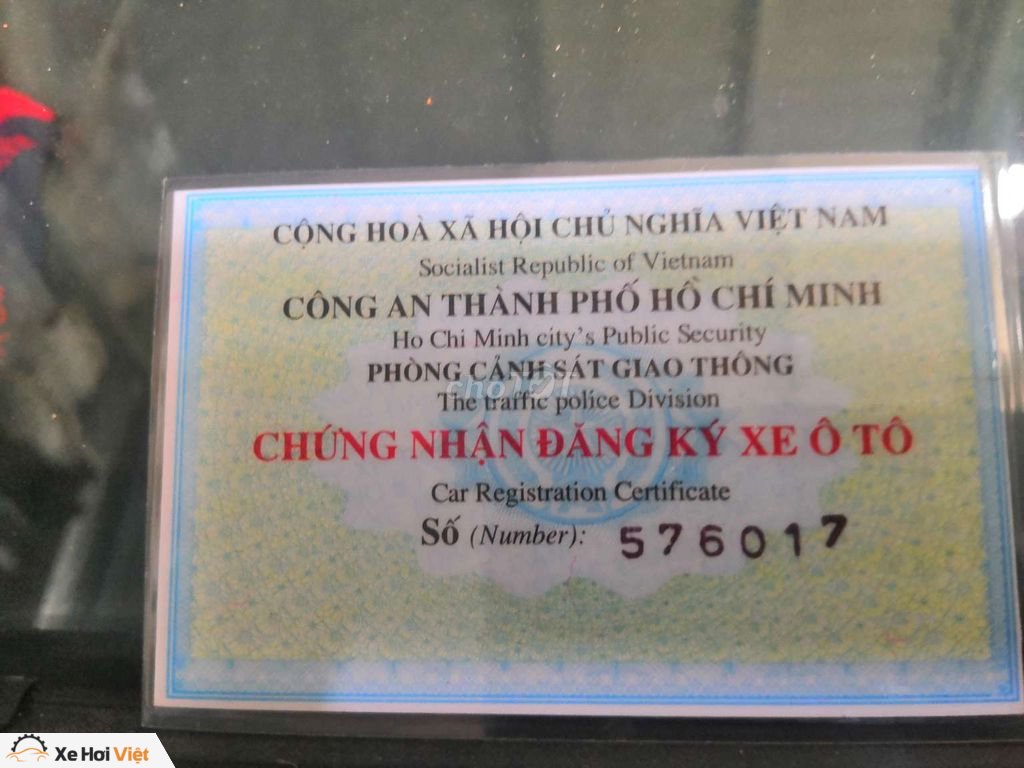 CỘNG HOÀ XÃ HỘI CHỦ NGHĨA VIỆT NAM
Socialist Republic of Vietnam
CÔNG AN THÀNH PHỐ HỒ CHÍ MINH
Ho Chi Minh city's Public Security
PHÒNG CẢNH SÁT GIAO THÔNG
The traffic police Division
CHỨNG NHẬN ĐĂNG KÝ XE Ô TÔ
Car Registration Certificate
Số (Number): 576017
Xe Hơi Việt